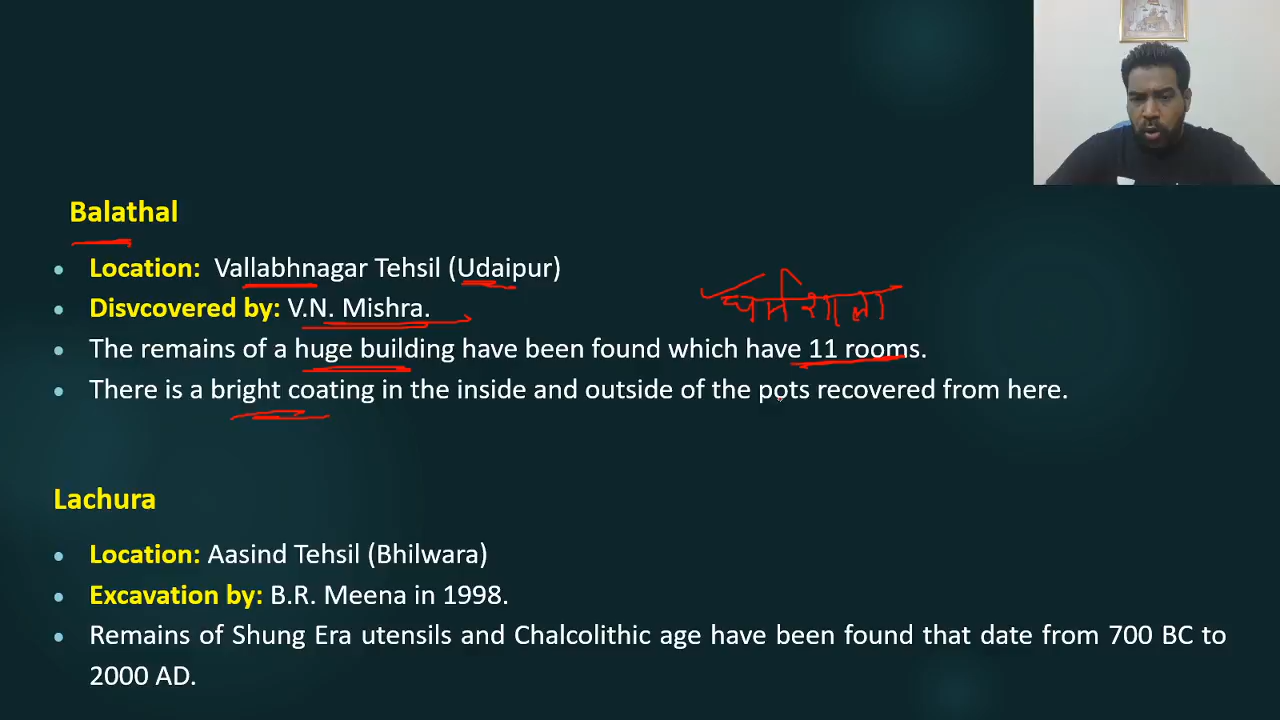 Balathal
Location: Vallabhnagar Tehsil (Udaipur)
Disvcovered by: V.N. Mishra.
धर्मशाला
The remains of a huge building have been found which have 11 rooms.
There is a bright coating in the inside and outside of the pots recovered from here.
Lachura
Location: Aasind Tehsil (Bhilwara)
Excavation by: B.R. Meena in 1998.
Remains of Shung Era utensils and Chalcolithic age have been found that date from 700 BC to
2000 AD.